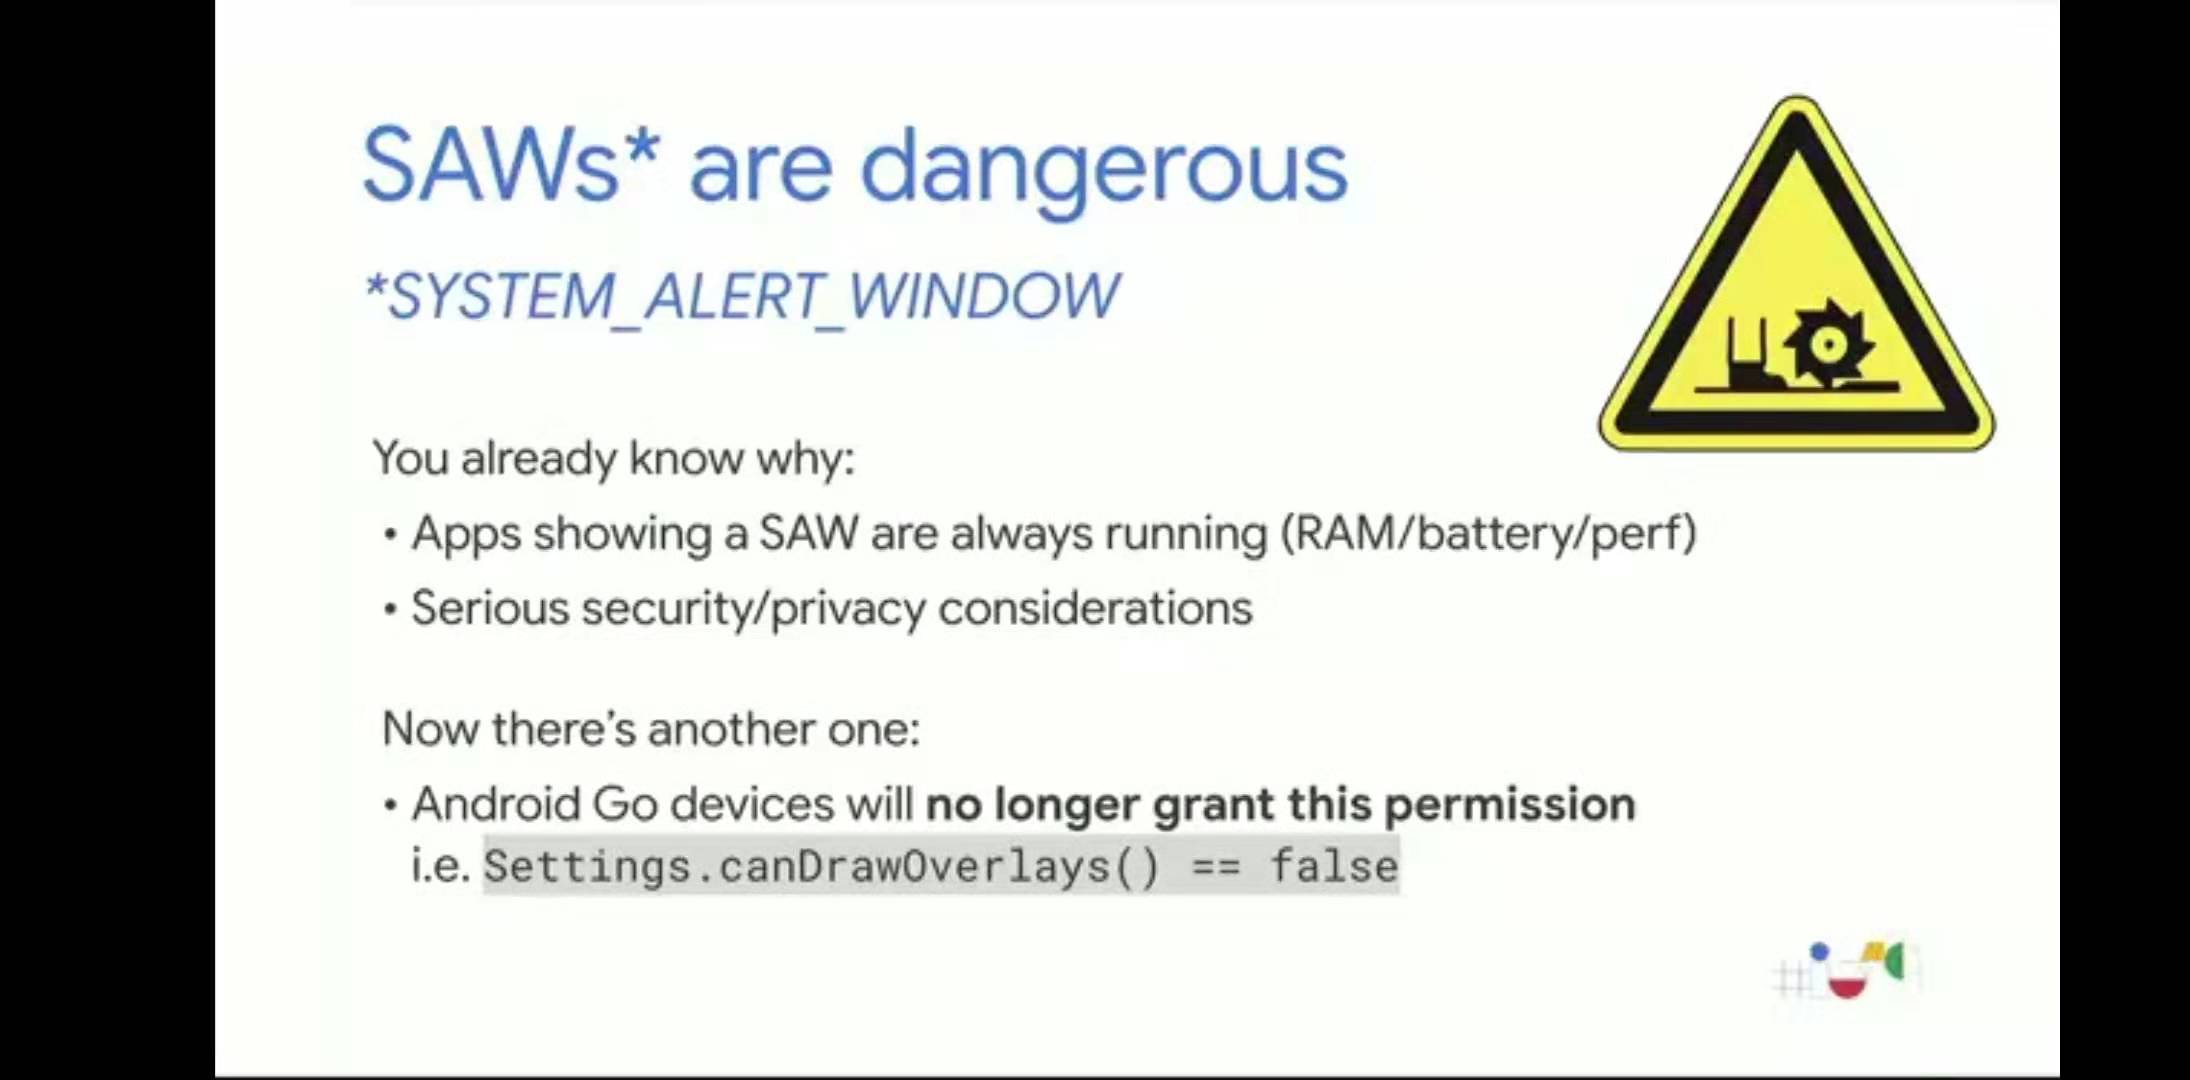 SAWs* are dangerous
*SYSTEM_ALERT_WINDOW
You already know why:
• Apps showing a SAW are always running (RAM/battery/perf)
• Serious security/privacy considerations
Now there's another one:
• Android Go devices will no longer grant this permission
i.e. Settings.canDrawOverlays() == false